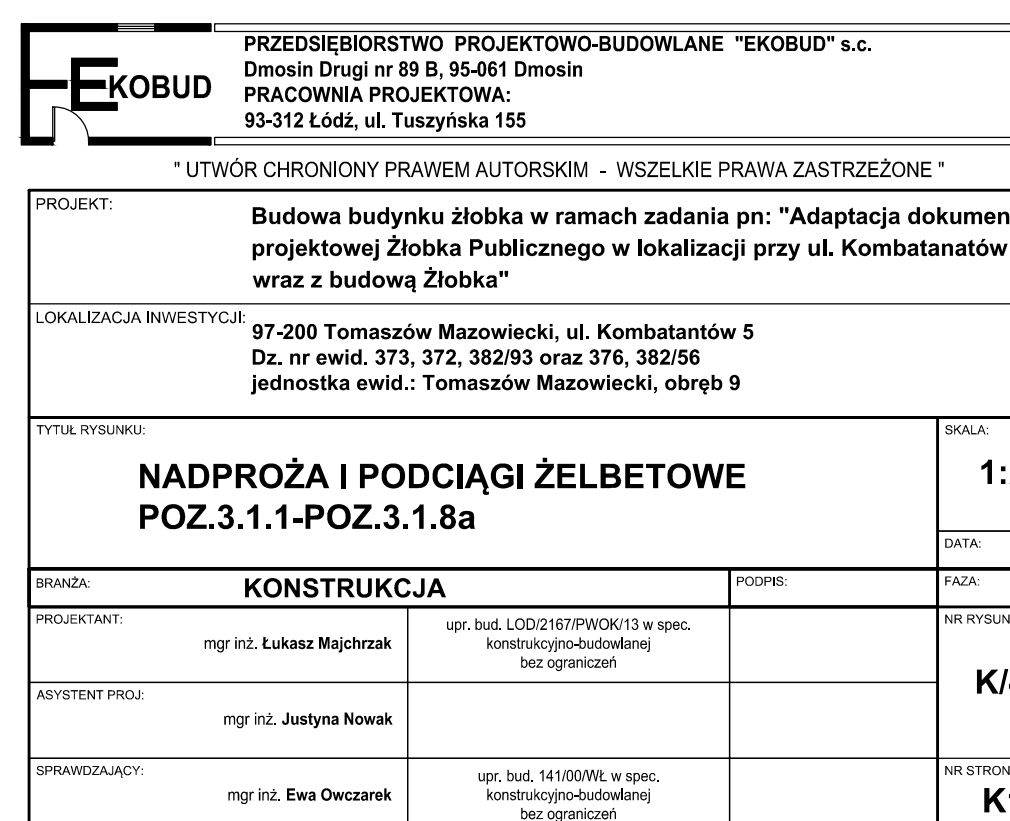 EKOBUD
PRZEDSIĘBIORSTWO PROJEKTOWO-BUDOWLANE "EKOBUD" s.c.
Dmosin Drugi nr 89 B, 95-061 Dmosin
PRACOWNIA PROJEKTOWA:
93-312 Łódź, ul. Tuszyńska 155
" UTWÓR CHRONIONY PRAWEM AUTORSKIM - WSZELKIE PRAWA ZASTRZEŻONE "
PROJEKT:
Budowa budynku żłobka w ramach zadania pn: "Adaptacja dokumen
projektowej Żłobka Publicznego w lokalizacji przy ul. Kombatanatów
wraz z budową Żłobka"
LOKALIZACJA INWESTYCJI:
97-200 Tomaszów Mazowiecki, ul. Kombatantów 5
Dz. nr ewid. 373, 372, 382/93 oraz 376, 382/56
jednostka ewid.: Tomaszów Mazowiecki, obręb 9
TYTUŁ RYSUNKU:
NADPROŻA I PODCIĄGI ŻELBETOWE
POZ.3.1.1-POZ.3.1.8a
SKALA:
1:
DATA:
BRANŻA:
KONSTRUKCJA
PODPIS:
FAZA:
PROJEKTANT:
mgr inż. Łukasz Majchrzak
upr. bud. LOD/2167/PWOK/13 w spec.
konstrukcyjno-budowlanej
bez ograniczeń
NR RYSUN
K/
ASYSTENT PROJ:
mgr inż. Justyna Nowak
SPRAWDZAJĄCY:
mgr inż. Ewa Owczarek
upr. bud. 141/00/WŁ w spec.
konstrukcyjno-budowlanej
bez ograniczeń
NR STRON
K